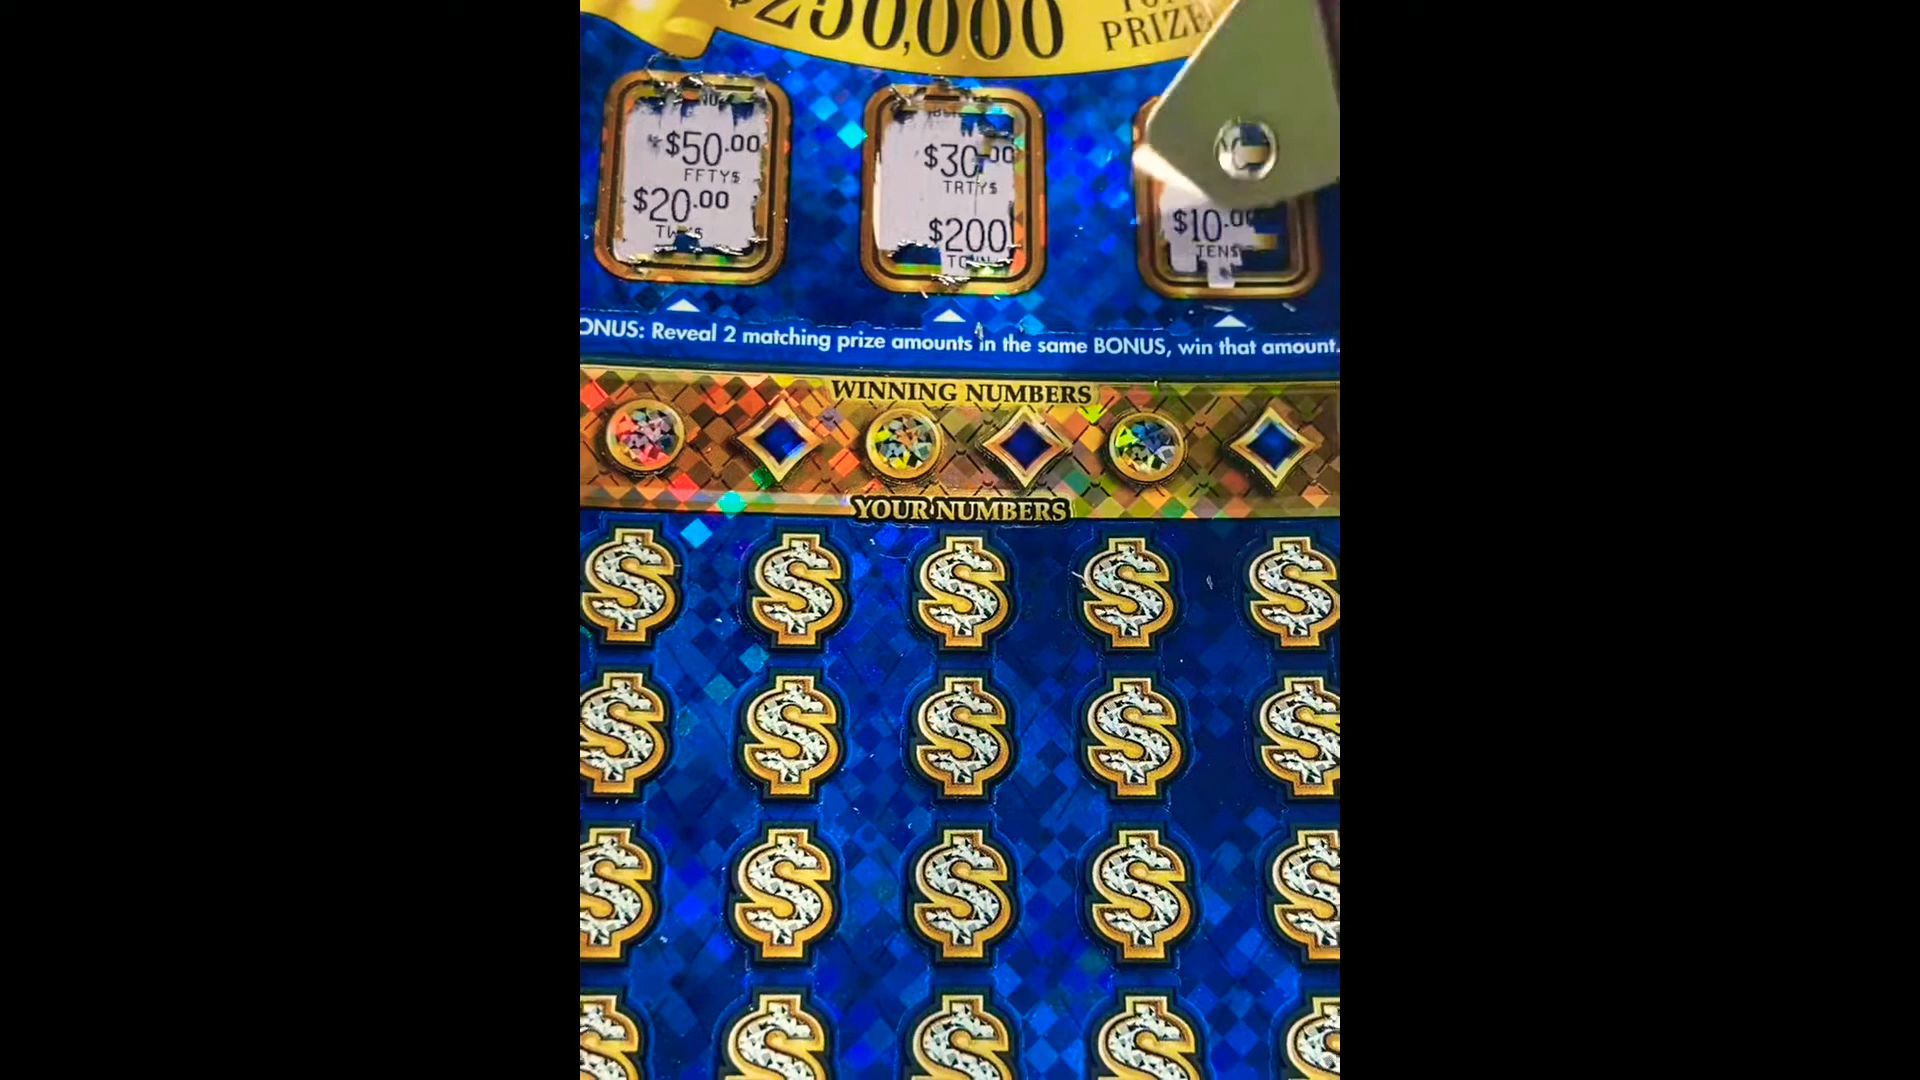 $250,000
PRIZE
$50.00
FFTY$
$20.00
$30.00
TRTY$
$200
$10.00
TEN$
ONUS: Reveal 2 matching prize amounts in the same BONUS, win that amount.
WINNING NUMBERS
YOUR NUMBERS